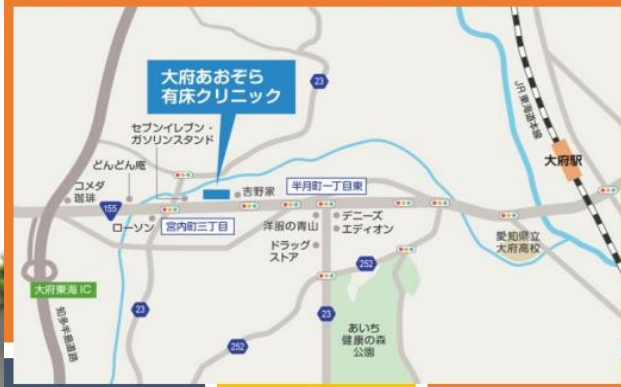 23
大府あおぞら
有床クリニック
JR東海道本線
セブンイレブン・
ガソリンスタンド
大府駅
どんどん庵
コメダ
珈琲
吉野家
半月町一丁目東
155
ローソン
宮内町三丁目
洋服の青山
デニーズ
エディオン
ドラッグ
ストア
愛知県立
大府高校
252
大府東海IC
23
23
あいち
健康の森
公園
知多半島道路
252